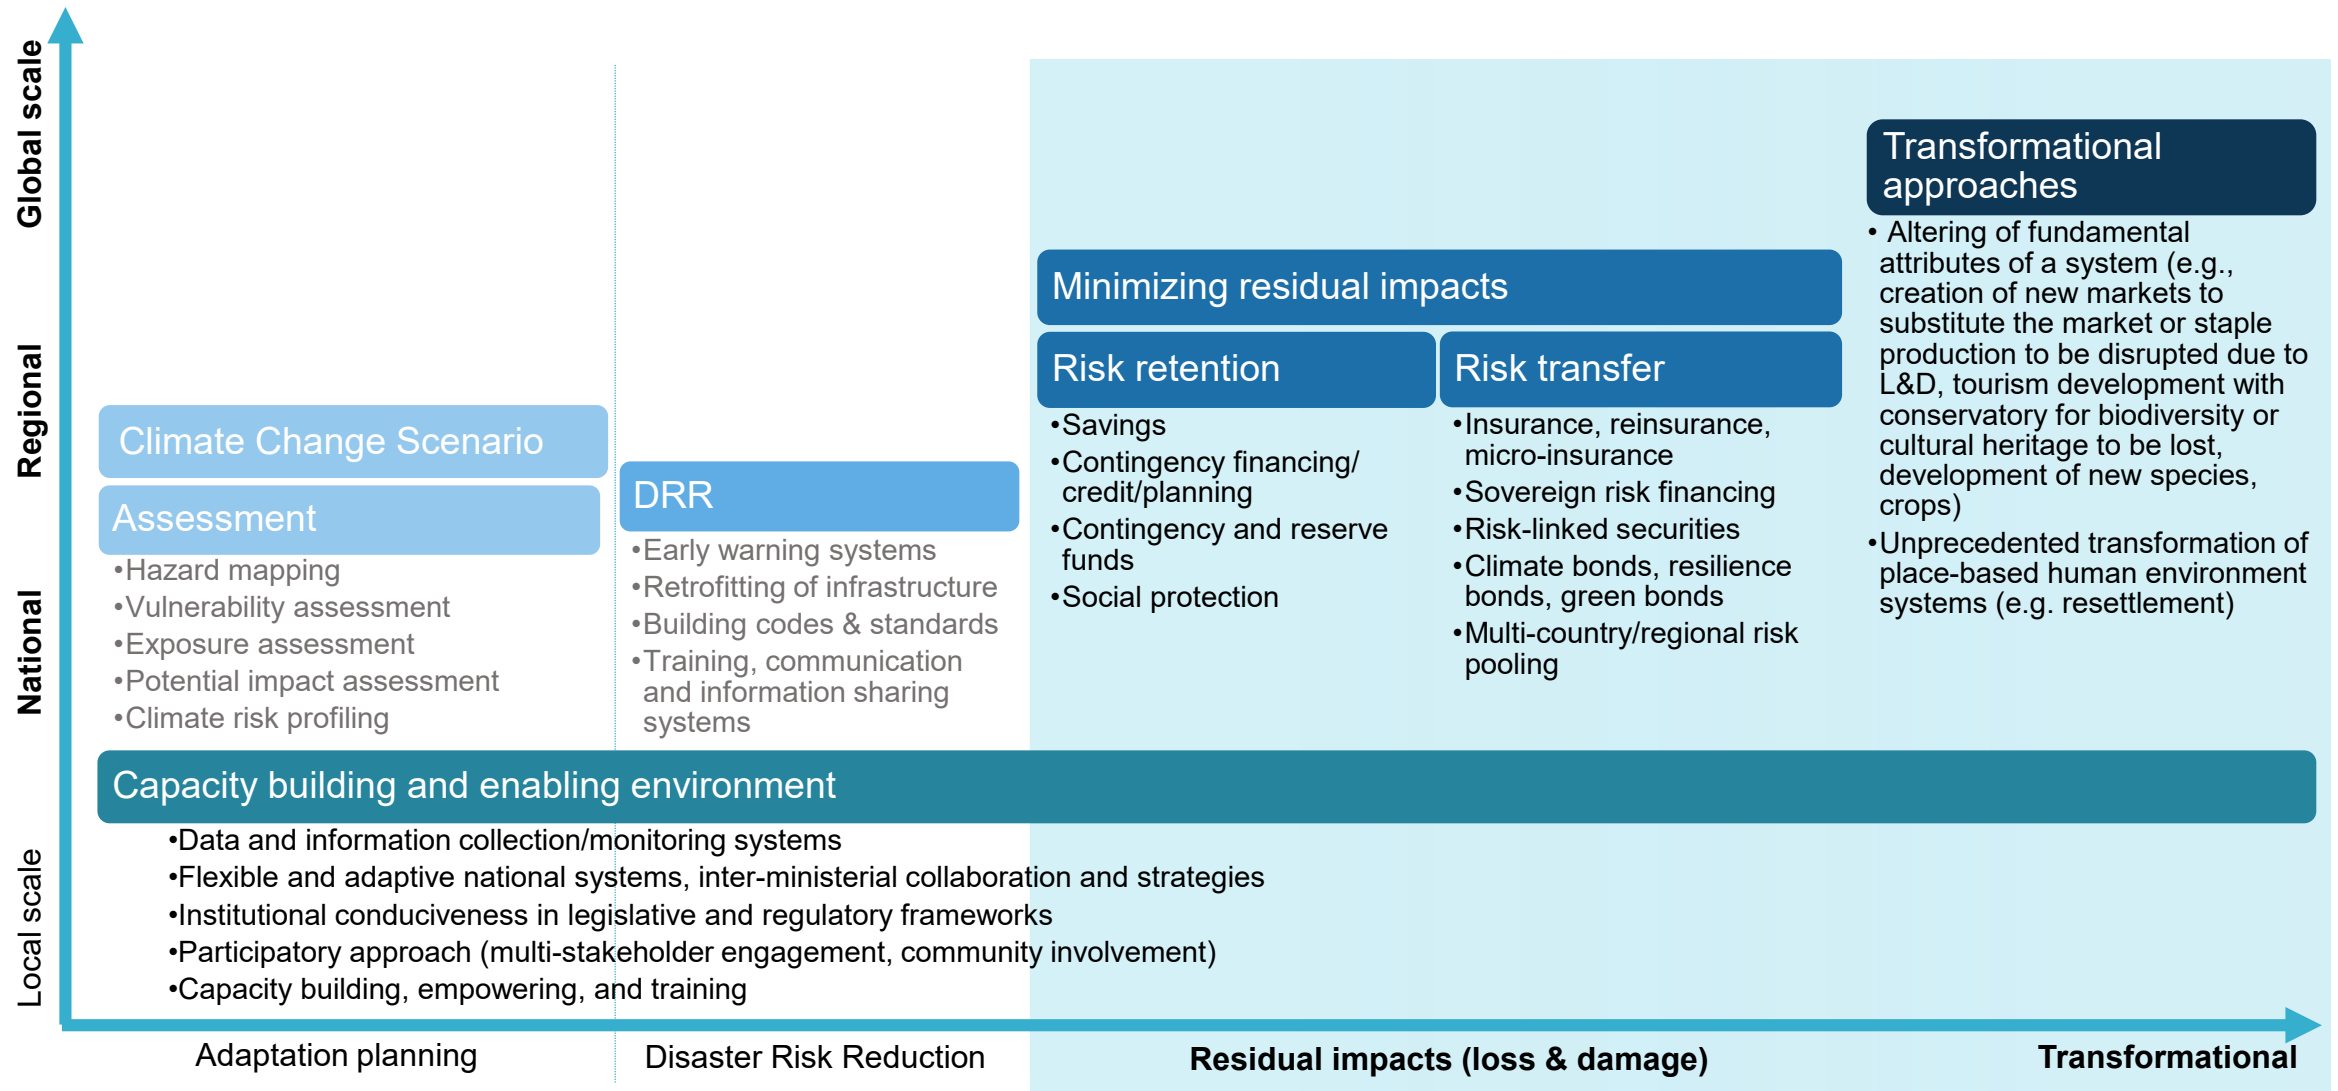 Global scale
Regional
National
Local scale
Climate Change Scenario
Assessment
•Hazard mapping
•Vulnerability assessment
•Exposure assessment
•Potential impact assessment
•Climate risk profiling
DRR
•Early warning systems
•Retrofitting of infrastructure
•Building codes & standards
•Training, communication
and information sharing
systems
Minimizing residual impacts
Risk retention
•Savings
•Contingency financing/
credit/planning
•Contingency and reserve
funds
•Social protection
Risk transfer
•Insurance, reinsurance,
micro-insurance
•Sovereign risk financing
•Risk-linked securities
•Climate bonds, resilience
bonds, green bonds
•Multi-country/regional risk
pooling
Transformational
approaches
• Altering of fundamental
attributes of a system (e.g.,
creation of new markets to
substitute the market or staple
production to be disrupted due to
L&D, tourism development with
conservatory for biodiversity or
cultural heritage to be lost,
development of new species,
crops)
•Unprecedented transformation of
place-based human environment
systems (e.g. resettlement)
Capacity building and enabling environment
•Data and information collection/monitoring systems
•Flexible and adaptive national systems, inter-ministerial collaboration and strategies
•Institutional conduciveness in legislative and regulatory frameworks
•Participatory approach (multi-stakeholder engagement, community involvement)
•Capacity building, empowering, and training
Adaptation planning
Disaster Risk Reduction
Residual impacts (loss & damage)
Transformational